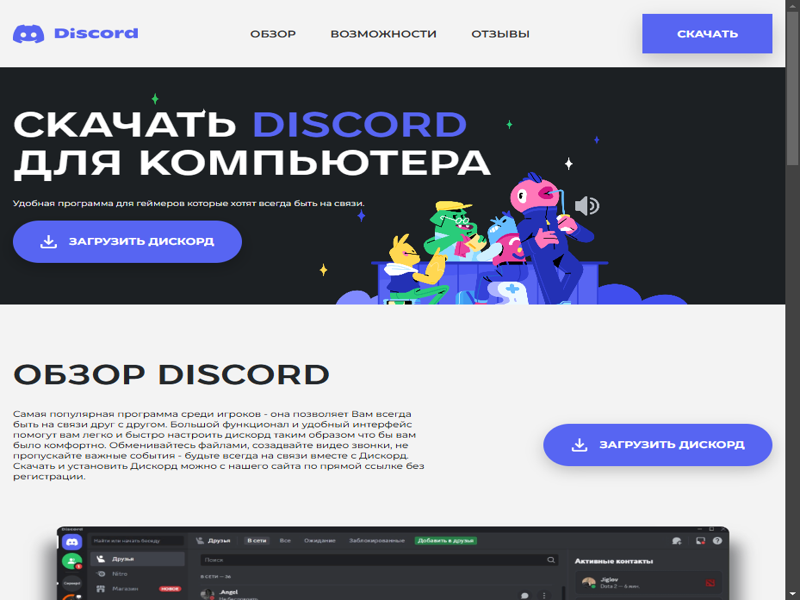 Discord
ОБЗОР
ВОЗМОЖНОСТИ
ОТЗЫВЫ
СКАЧАТЬ
СКАЧАТЬ DISCORD
ДЛЯ КОМПЬЮТЕРА
Удобная программа для геймеров которые хотят всегда быть на связи.
ЗАГРУЗИТЬ ДИСКОРД
ОБЗОР DISCORD
Самая популярная программа среди игроков - она позволяет Вам всегда
быть на связи друг с другом. Большой функционал и удобный интерфейс
помогут вам легко и быстро настроить дискорд таким образом что бы вам
было комфортно. Обменивайтесь файлами, создавайте видео звонки, не
пропускайте важные события - будьте всегда на связи вместе с Дискорд.
Скачать и установить Дискорд можно с нашего сайта по прямой ссылке без
регистрации.
ЗАГРУЗИТЬ ДИСКОРД
Найти или начать беседу
Друзья
В сети
Все
Ожидание
Заблокированные
Добавить в друзья
Друзья
Nitro
Магазин
НОВОЕ
Поиск
В СЕТИ —
.Angel
Не беспокоить
Активные контакты
Jiglov
Dota 2 — 6 мин.